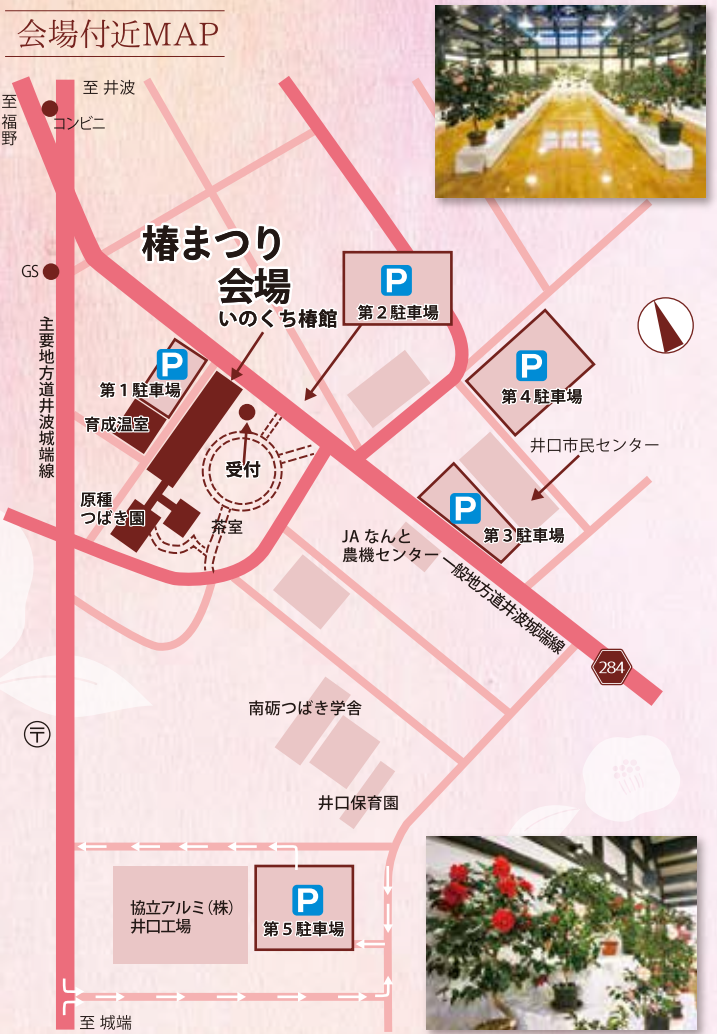 会場付近MAP
至 井波
至福野
コンビニ
GS
椿まつり
会場
いのくち椿館
P
第2駐車場
P
第1駐車場
P
第4駐車場
主要地方道井波城端線
育成温室
受付
井口市民センター
原種
つばき園
茶室
P
第3駐車場
JA なんと
農機センター
一般地方道井波城端線
284
〒
南砺つばき学舎
井口保育園
協立アルミ(株)
井口工場
P
第5駐車場
至 城端